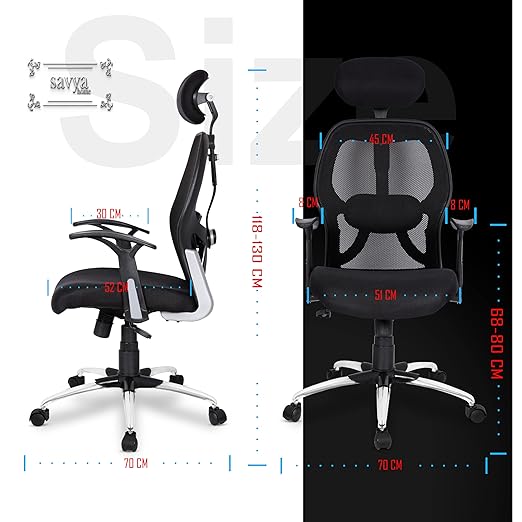 Size
savya
home
45 CM
30 CM
8 CM
8 CM
118-130 CM
52 CM
51 CM
68-80 CM
70 CM
70 CM